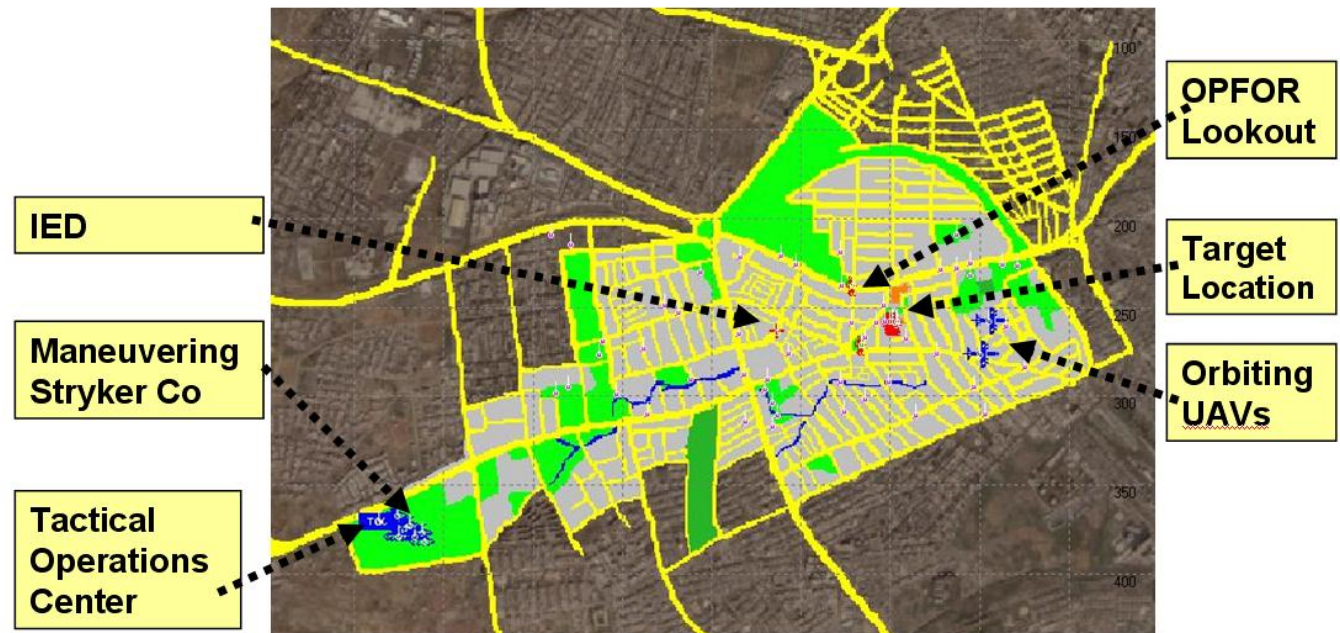 IED
Maneuvering
Stryker Co
Tactical
Operations
Center
OPFOR
Lookout
Target
Location
Orbiting
UAVs
100
150
200
250
300
350
400